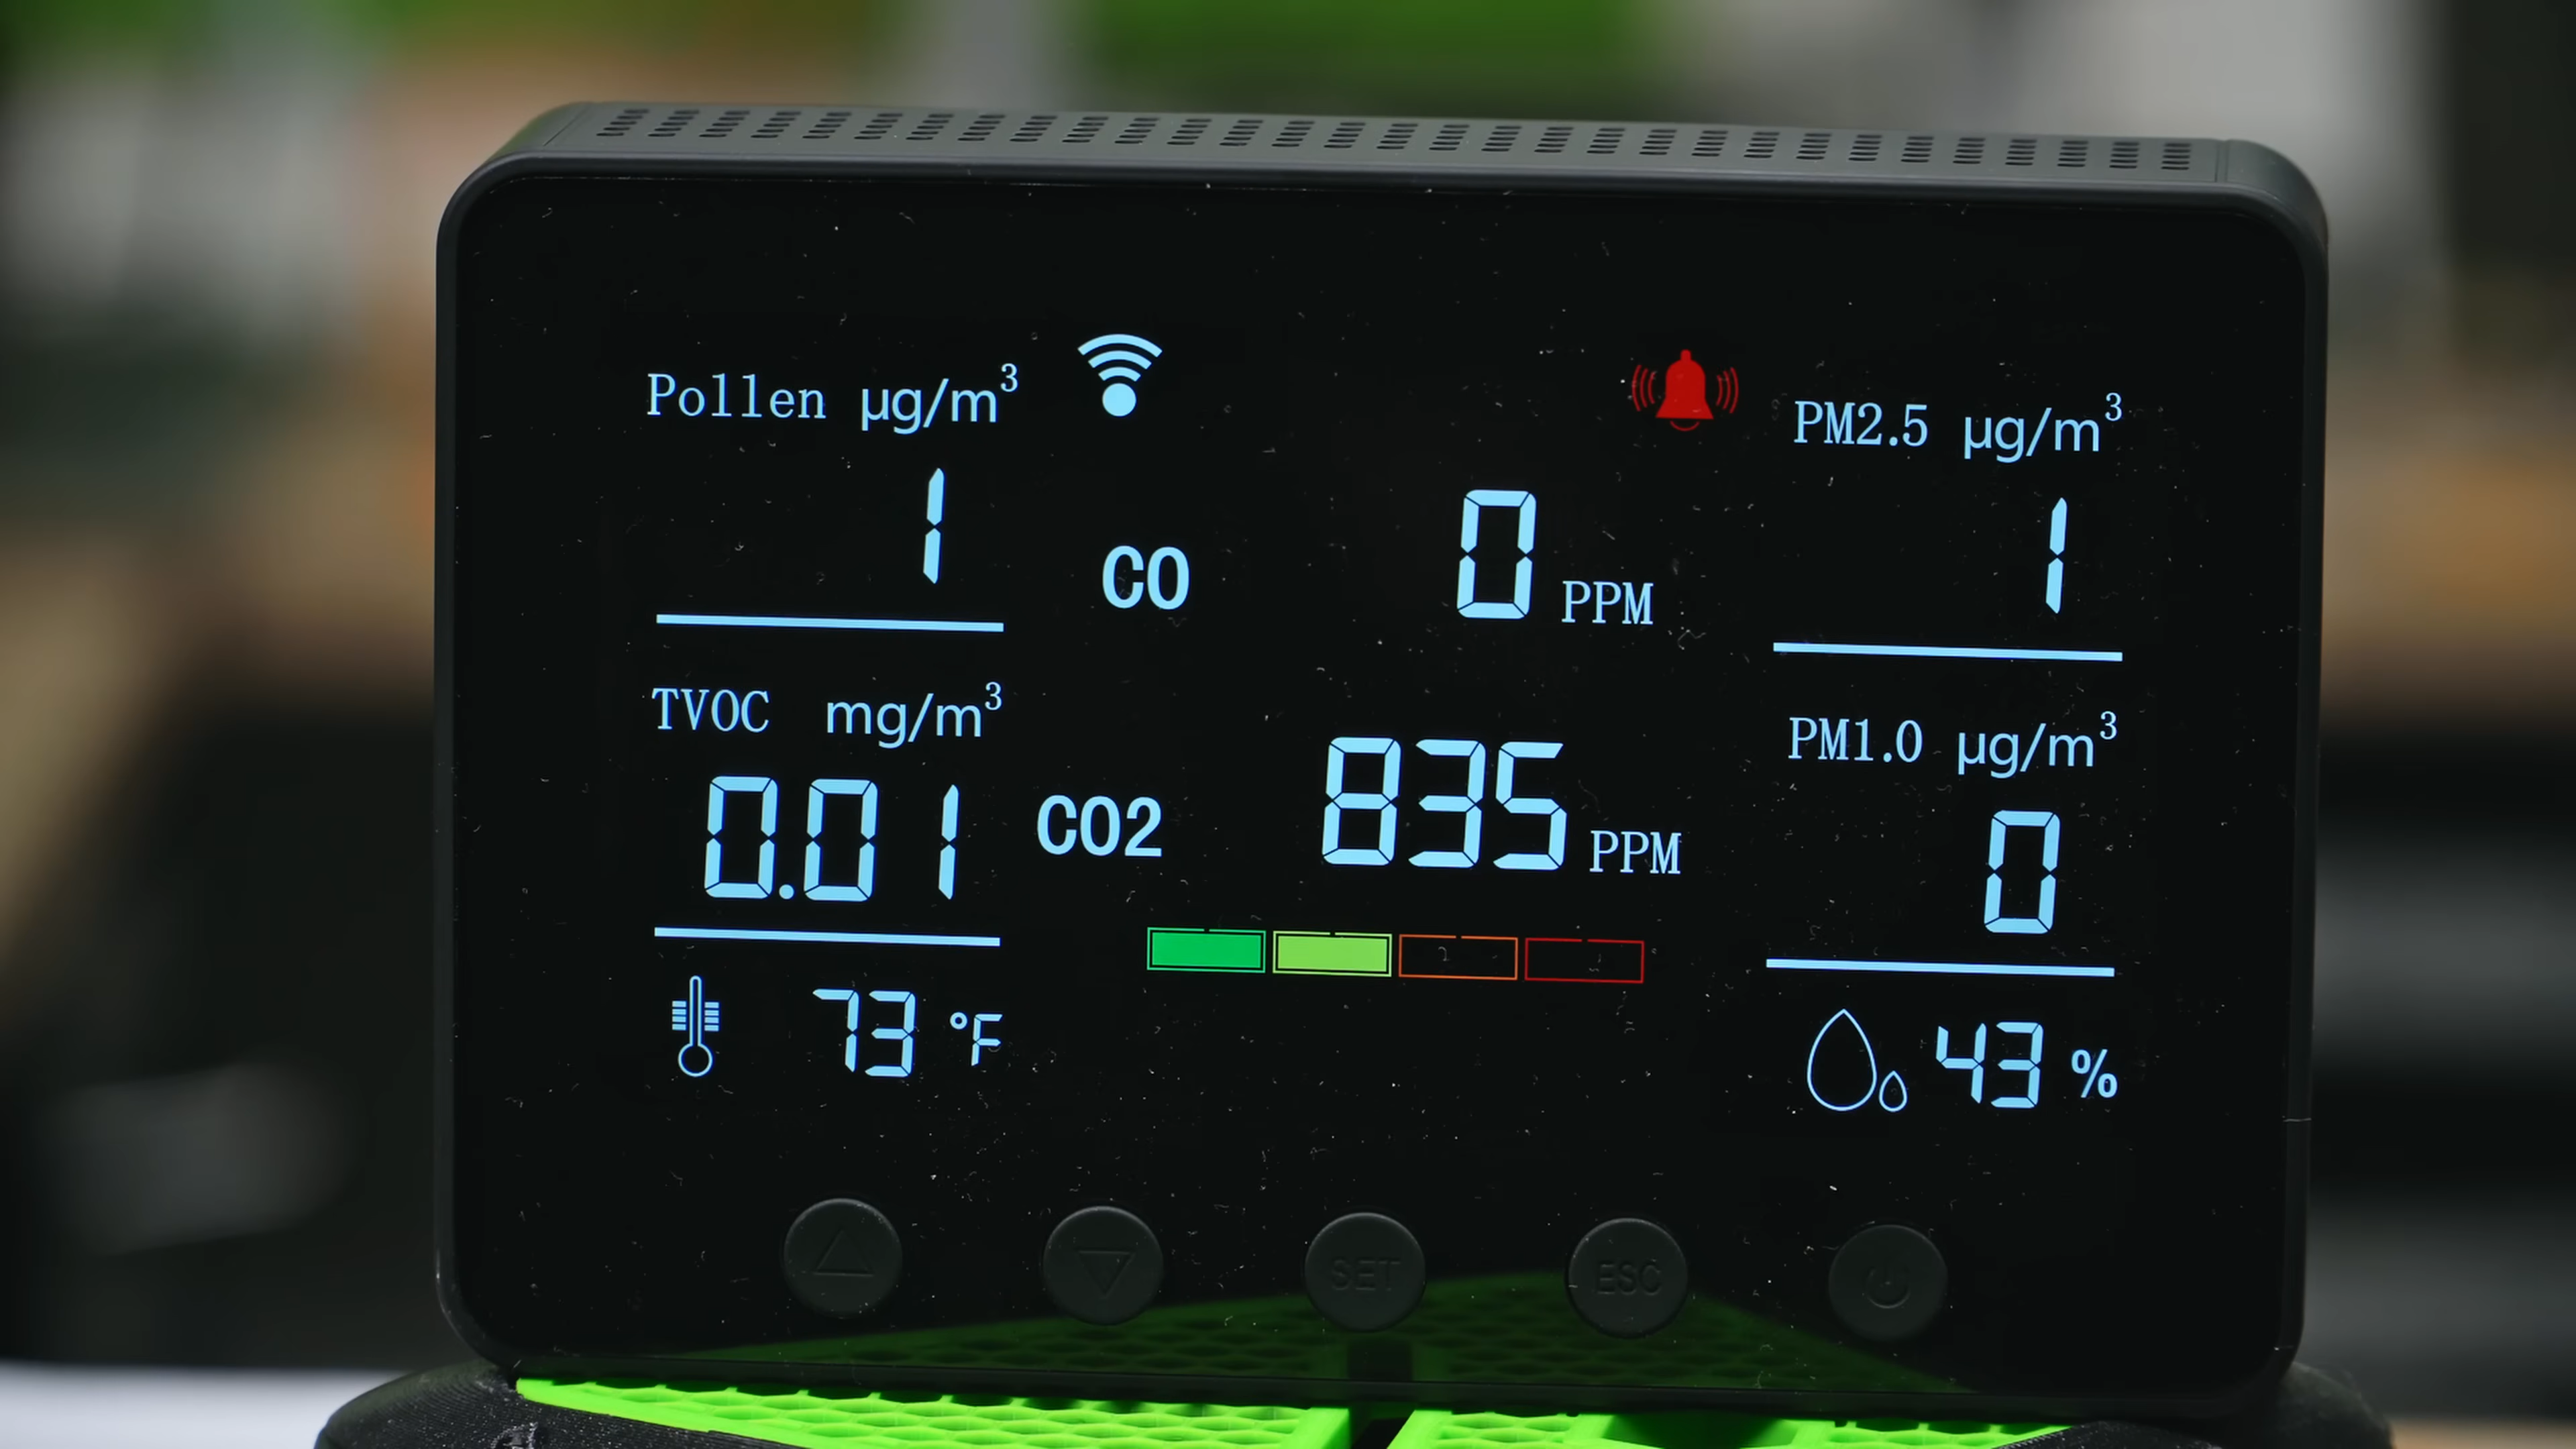 Pollen µg/m³
1
TVOC mg/m³
0.01
73 °F
CO 0 PPM
CO2 835 PPM
PM2.5 µg/m³
1
PM1.0 µg/m³
0
43 %
SET
ESC